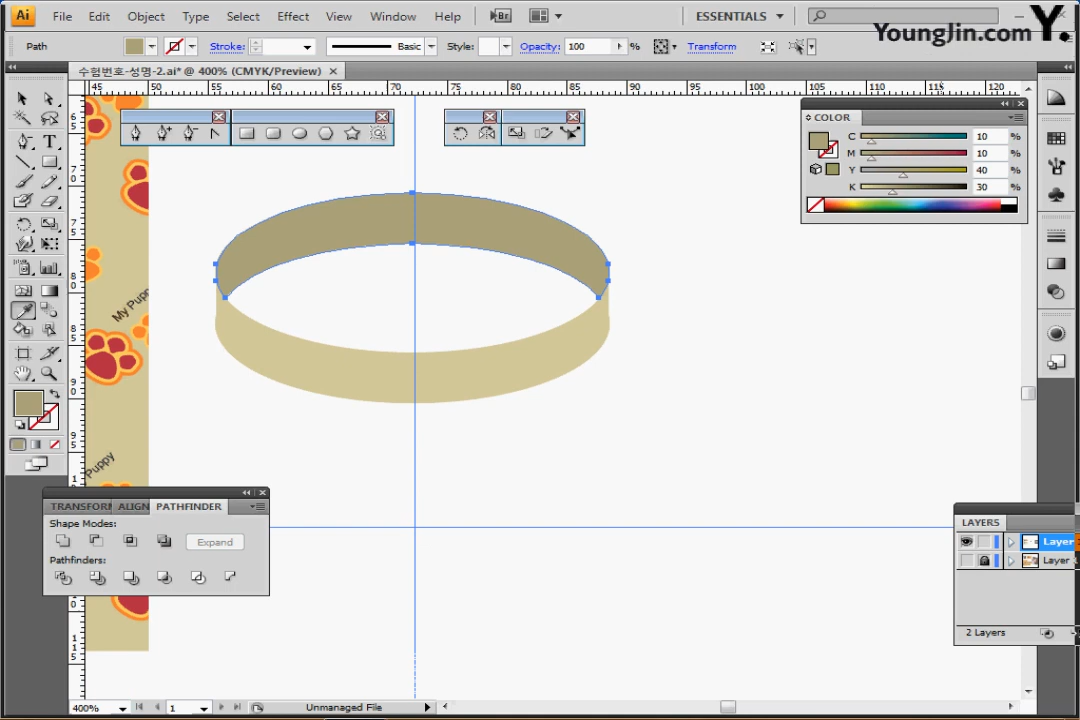 Ai File Edit Object Type Select Effect View Window Help Br ESSENTIALS
YoungJin.com Y.
Path Stroke: Basic Style: Opacity: 100 % Transform
수험번호-성명-2.ai* @ 400% (CMYK/Preview)
45 50 55 60 65 70 75 80 85 90 95 100 105 110 115 120
COLOR
C 10 %
M 10 %
Y 40 %
K 30 %
My Puppy
Puppy
TRANSFORM ALIGN PATHFINDER
Shape Modes:
Expand
Pathfinders:
LAYERS
Layer
Layer
2 Layers
400% 1 Unmanaged File